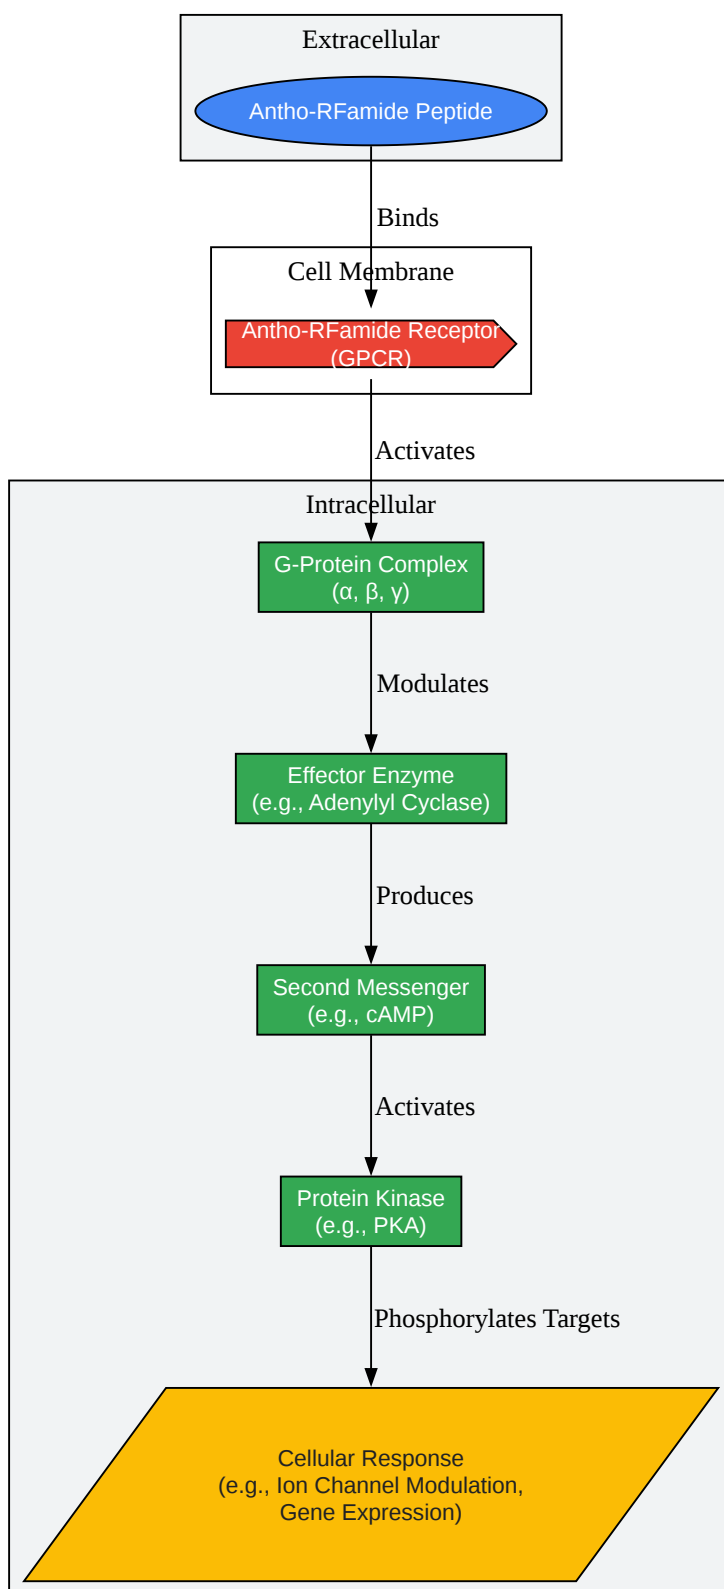 Extracellular
Antho-RFamide Peptide
Binds
Cell Membrane
Antho-RFamide Receptor
(GPCR)
Activates
Intracellular
G-Protein Complex
(α, β, γ)
Modulates
Effector Enzyme
(e.g., Adenylyl Cyclase)
Produces
Second Messenger
(e.g., cAMP)
Activates
Protein Kinase
(e.g., PKA)
Phosphorylates Targets
Cellular Response
(e.g., Ion Channel Modulation,
Gene Expression)